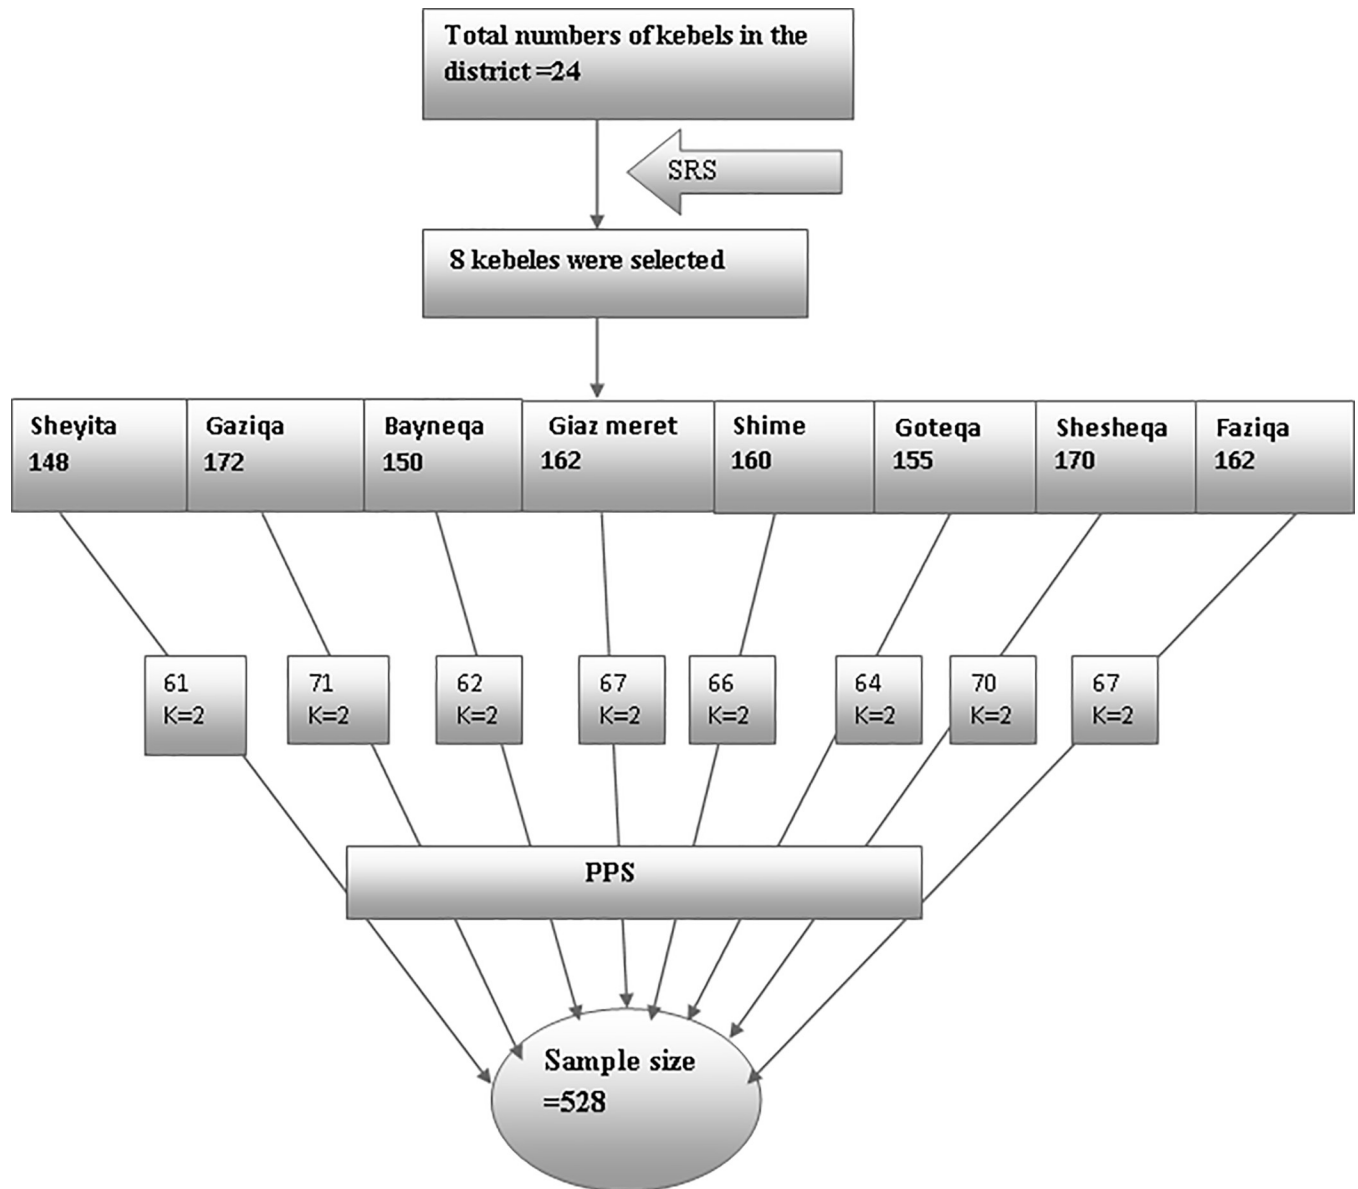 Total numbers of kebels in the
district =24
SRS
8 kebeles were selected
Sheyita
148
Gaziqa
172
Bayneqa
150
Giaz meret
162
Shime
160
Goteqa
155
Shesheqa
170
Faziqa
162
61
K=2
71
K=2
62
K=2
67
K=2
66
K=2
64
K=2
70
K=2
67
K=2
PPS
Sample size
=528